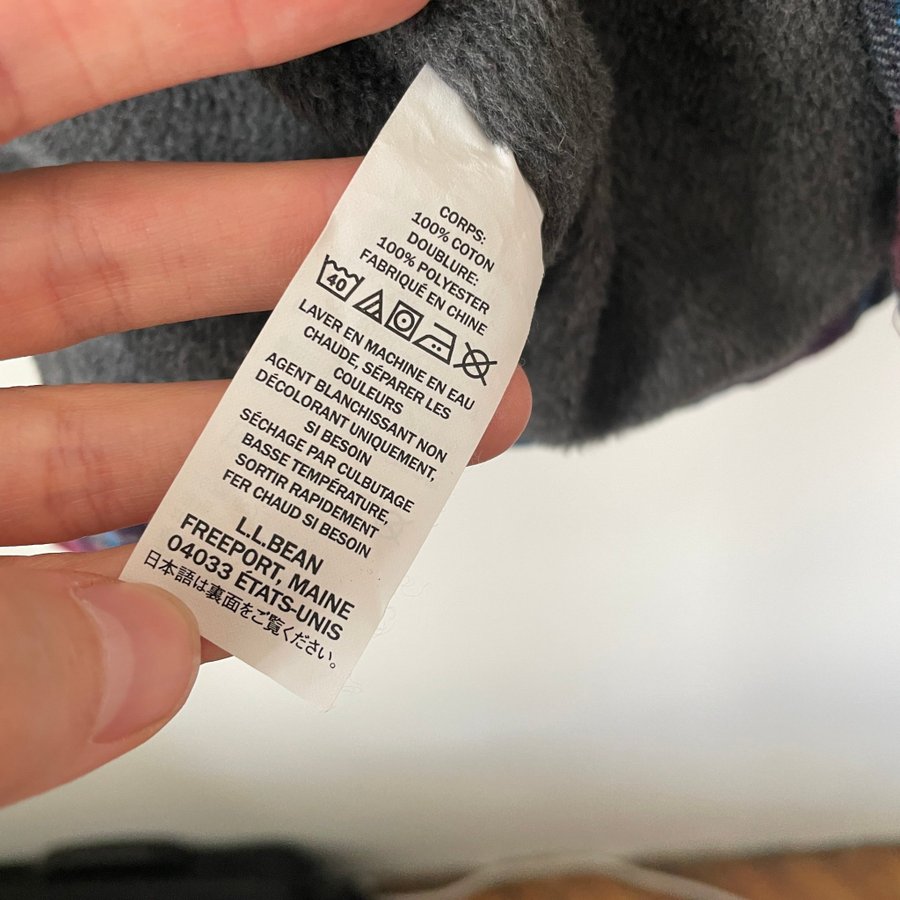 CORPS:
100% COTON
DOUBLURE:
100% POLYESTER
FABRIQUÉ EN CHINE
40
LAVER EN MACHINE EN EAU
CHAUDE, SÉPARER LES
COULEURS
AGENT BLANCHISSANT NON
DÉCOLORANT UNIQUEMENT,
SI BESOIN
SÉCHAGE PAR CULBUTAGE
BASSE TEMPÉRATURE,
SORTIR RAPIDEMENT
FER CHAUD SI BESOIN
L.L.BEAN
FREEPORT, MAINE
04033 ÉTATS-UNIS
日本語は裏面をご覧ください。